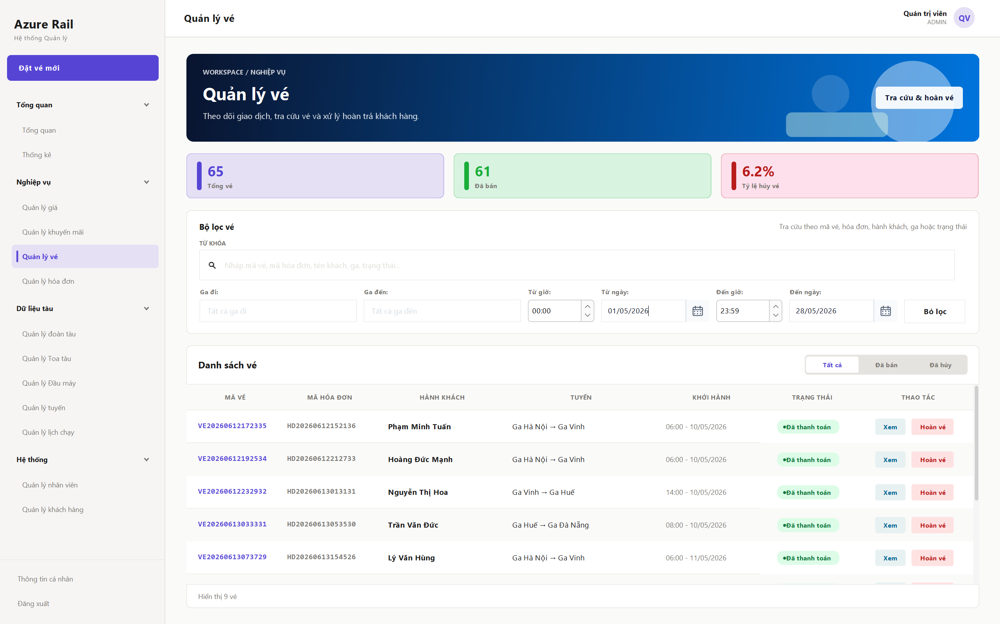 Azure Rail
Hệ thống Quản lý
Đặt vé mới
Tổng quan
Tổng quan
Thống kê
Nghiệp vụ
Quản lý giá
Quản lý khuyến mãi
Quản lý vé
Quản lý hóa đơn
Dữ liệu tàu
Quản lý đoàn tàu
Quản lý Toa tàu
Quản lý Đầu máy
Quản lý tuyến
Quản lý lịch chạy
Hệ thống
Quản lý nhân viên
Quản lý khách hàng
Thông tin cá nhân
Đăng xuất
Quản lý vé
Quản trị viên
ADMIN
QV
WORKSPACE / NGHIỆP VỤ
Quản lý vé
Theo dõi giao dịch, tra cứu vé và xử lý hoàn trả khách hàng.
Tra cứu & hoàn vé
65
Tổng vé
61
Đã bán
6.2%
Tỷ lệ hủy vé
Bộ lọc vé
Tra cứu theo mã vé, hóa đơn, hành khách, ga hoặc trạng thái
TỪ KHÓA
Nhập mã vé, mã hóa đơn, tên khách, ga, trạng thái...
Ga đi: Ga đến: Từ giờ: Từ ngày: Đến giờ: Đến ngày:
Tất cả ga đi Tất cả ga đến 00:00 01/05/2026 23:59 28/05/2026 Bỏ lọc
Danh sách vé
Tất cả Đã bán Đã hủy
MÃ VÉ MÃ HÓA ĐƠN HÀNH KHÁCH TUYẾN KHỞI HÀNH TRẠNG THÁI THAO TÁC
VE20260612172335 HD20260612152136 Phạm Minh Tuấn Ga Hà Nội → Ga Vinh 06:00 - 10/05/2026 •Đã thanh toán Xem Hoàn vé
VE20260612192534 HD20260612212733 Hoàng Đức Mạnh Ga Hà Nội → Ga Vinh 06:00 - 10/05/2026 •Đã thanh toán Xem Hoàn vé
VE20260612232932 HD20260613013131 Nguyễn Thị Hoa Ga Vinh → Ga Huế 14:00 - 10/05/2026 •Đã thanh toán Xem Hoàn vé
VE20260613033331 HD20260613053530 Trần Văn Đức Ga Huế → Ga Đà Nẵng 08:00 - 10/05/2026 •Đã thanh toán Xem Hoàn vé
VE20260613073729 HD20260613154526 Lý Văn Hùng Ga Hà Nội → Ga Vinh 06:00 - 11/05/2026 •Đã thanh toán Xem Hoàn vé
Hiển thị 9 vé